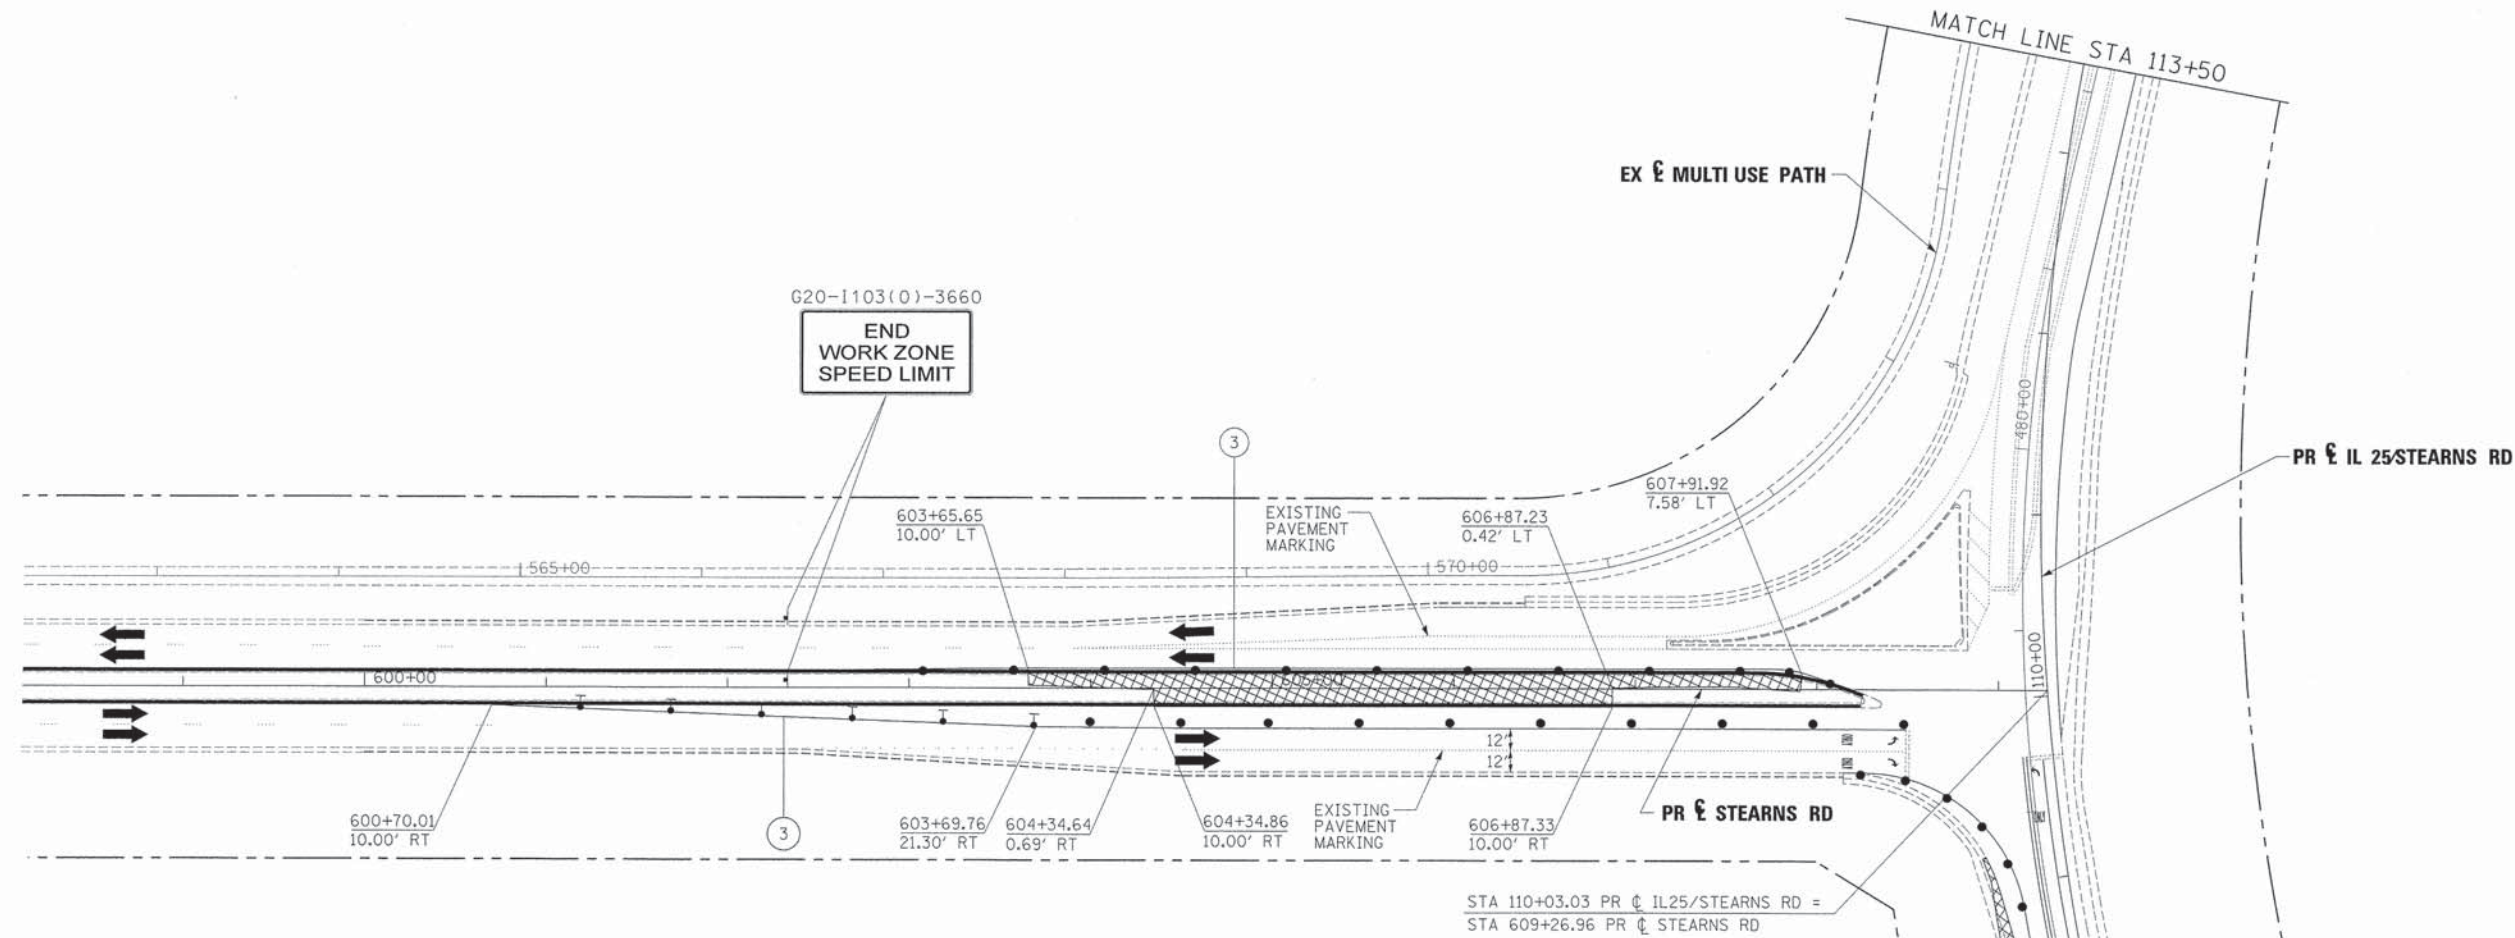 MATCH LINE STA 113+50
EX ℄ MULTI USE PATH
G20-I103(0)-3660
END
WORK ZONE
SPEED LIMIT
480+00
3
PR ℄ IL 25/STEARNS RD
607+91.92
7.58' LT
603+65.65
10.00' LT
EXISTING
PAVEMENT
MARKING
606+87.23
0.42' LT
565+00
570+00
600+00
605+00
110+00
12'
12'
ONLY
600+70.01
10.00' RT
3
603+69.76
21.30' RT
604+34.64
0.69' RT
604+34.86
10.00' RT
EXISTING
PAVEMENT
MARKING
606+87.33
10.00' RT
PR ℄ STEARNS RD
STA 110+03.03 PR ℄ IL25/STEARNS RD =
STA 609+26.96 PR ℄ STEARNS RD